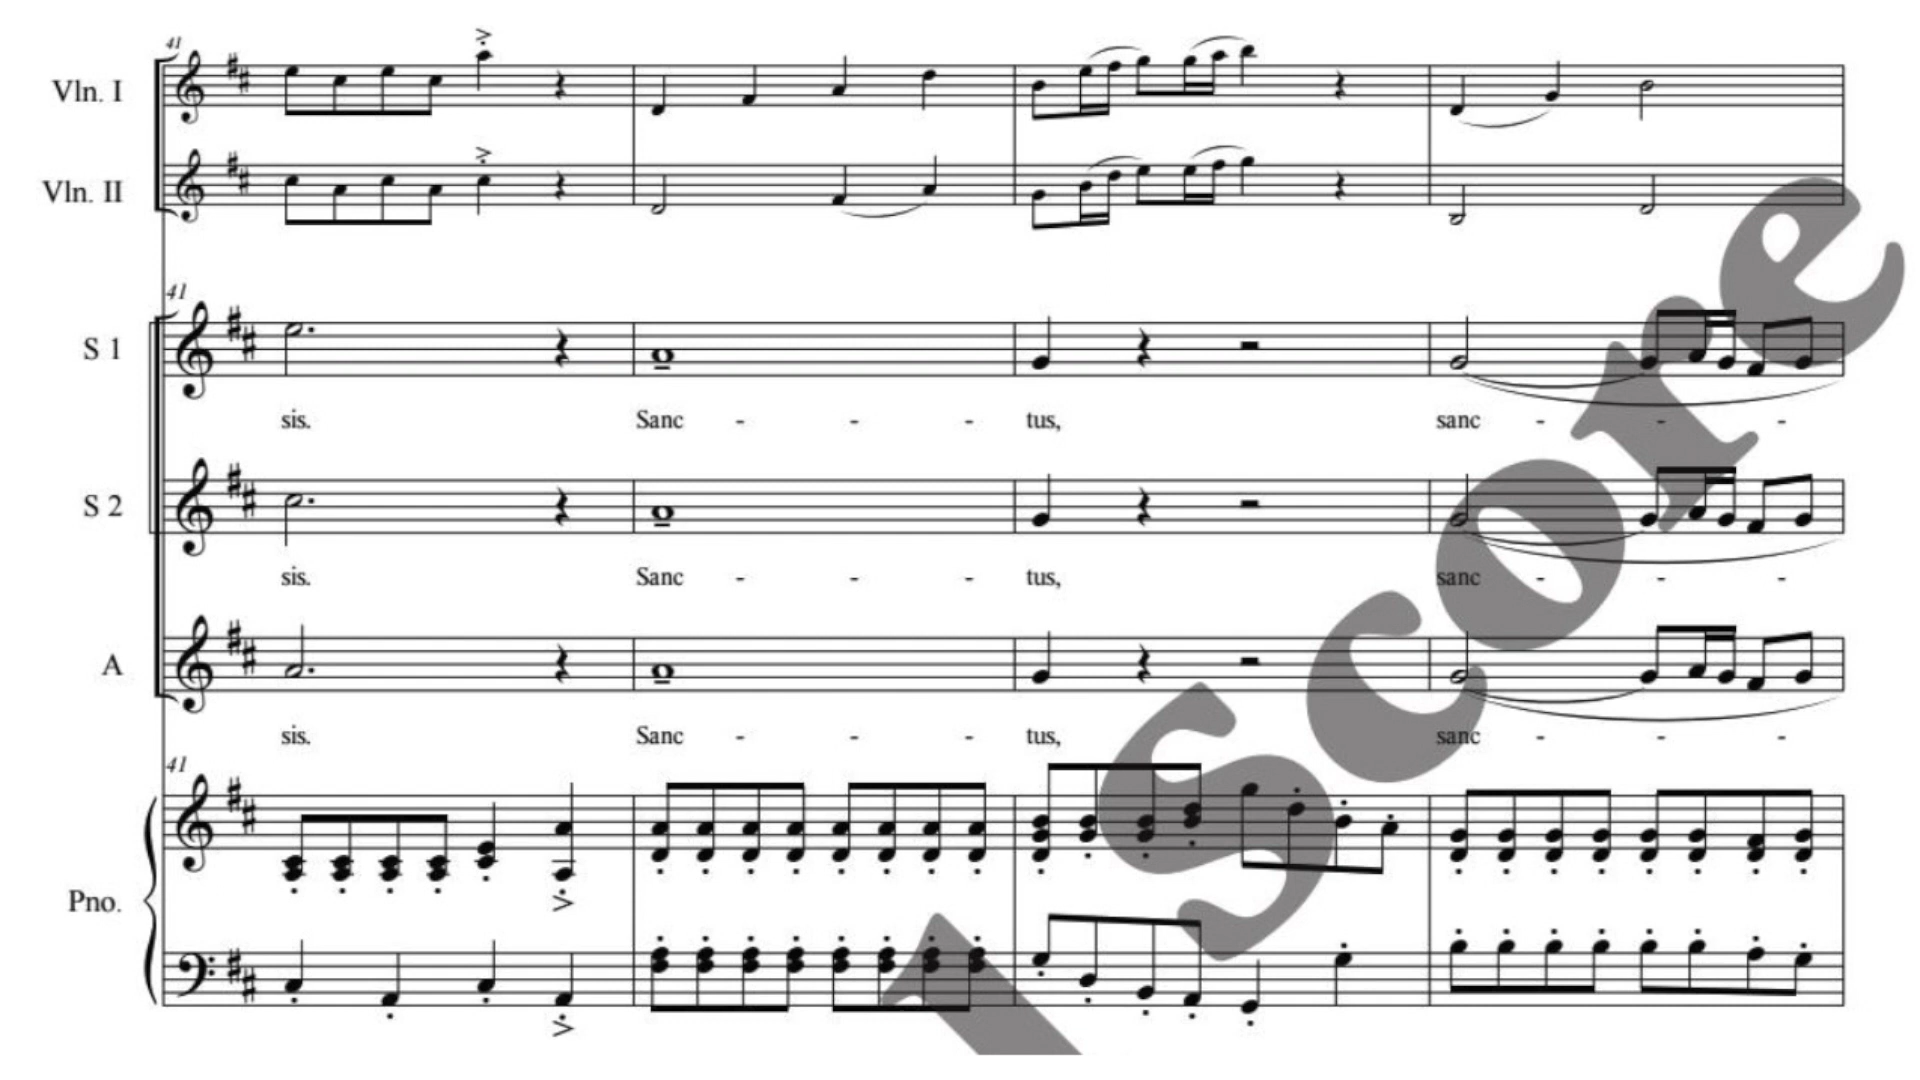 41
Vln. I
Vln. II
41
S 1
sis. Sanc - - - tus, sanc - - -
S 2
sis. Sanc - - - tus, sanc - - -
A
sis. Sanc - - - tus, sanc - - -
41
Pno.
score